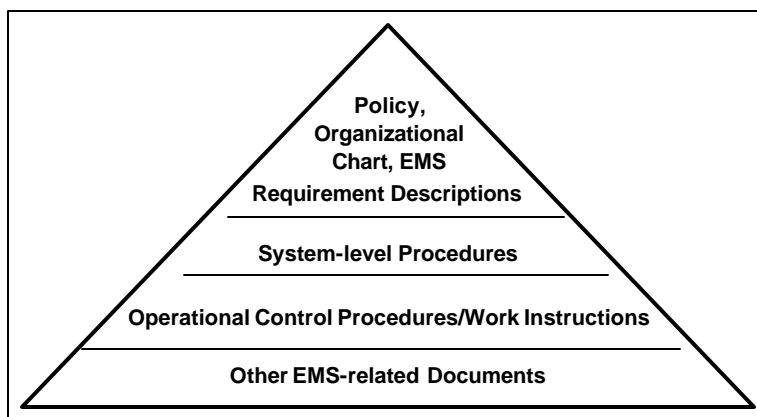 Policy,
Organizational
Chart, EMS
Requirement Descriptions
System-level Procedures
Operational Control Procedures/Work Instructions
Other EMS-related Documents